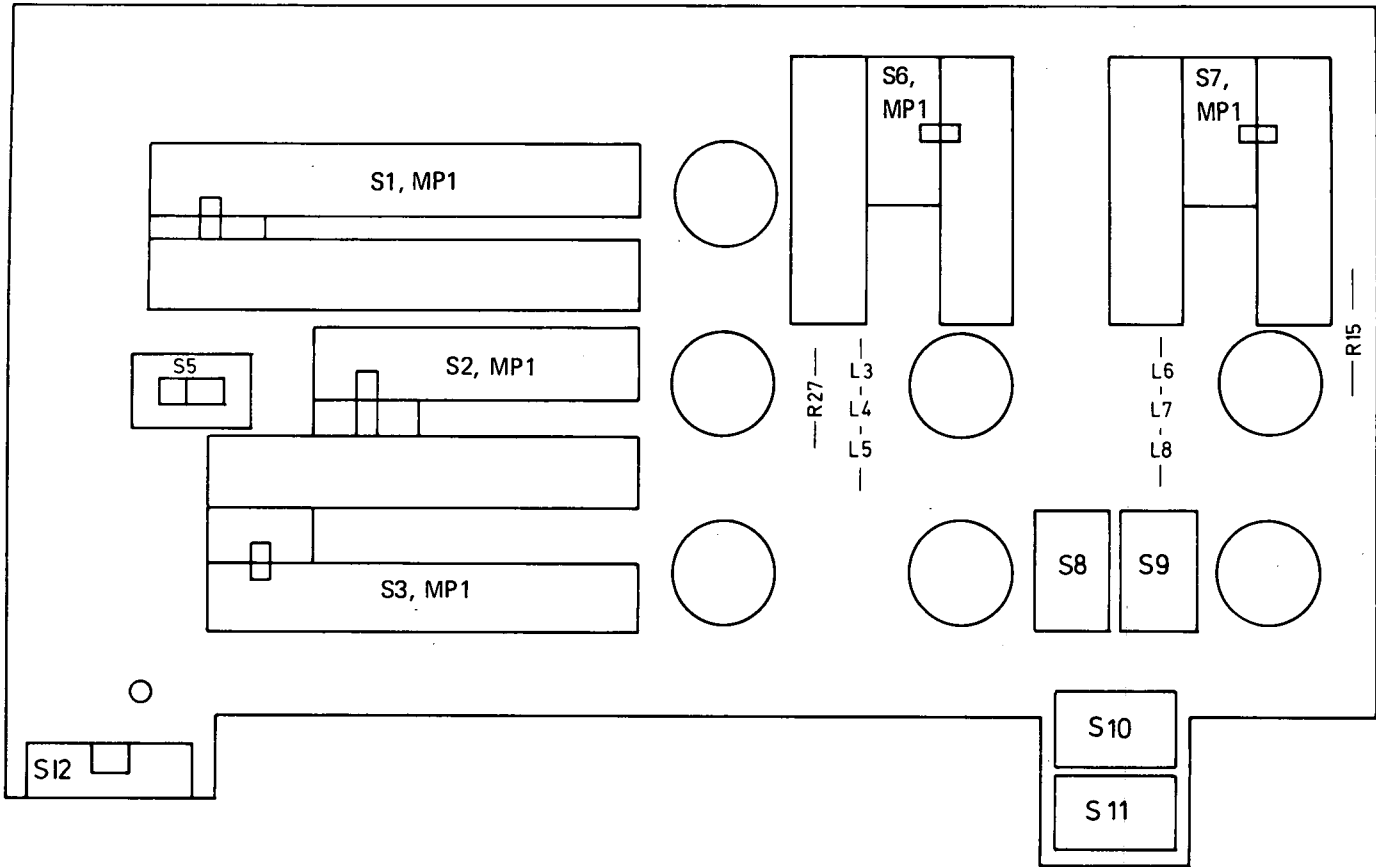 S6,
MP1
S7,
MP1
S1, MP1
S5
S2, MP1
R27
L3
L4
L5
L6
L7
L8
R15
S8
S9
S3, MP1
S10
S12
S11